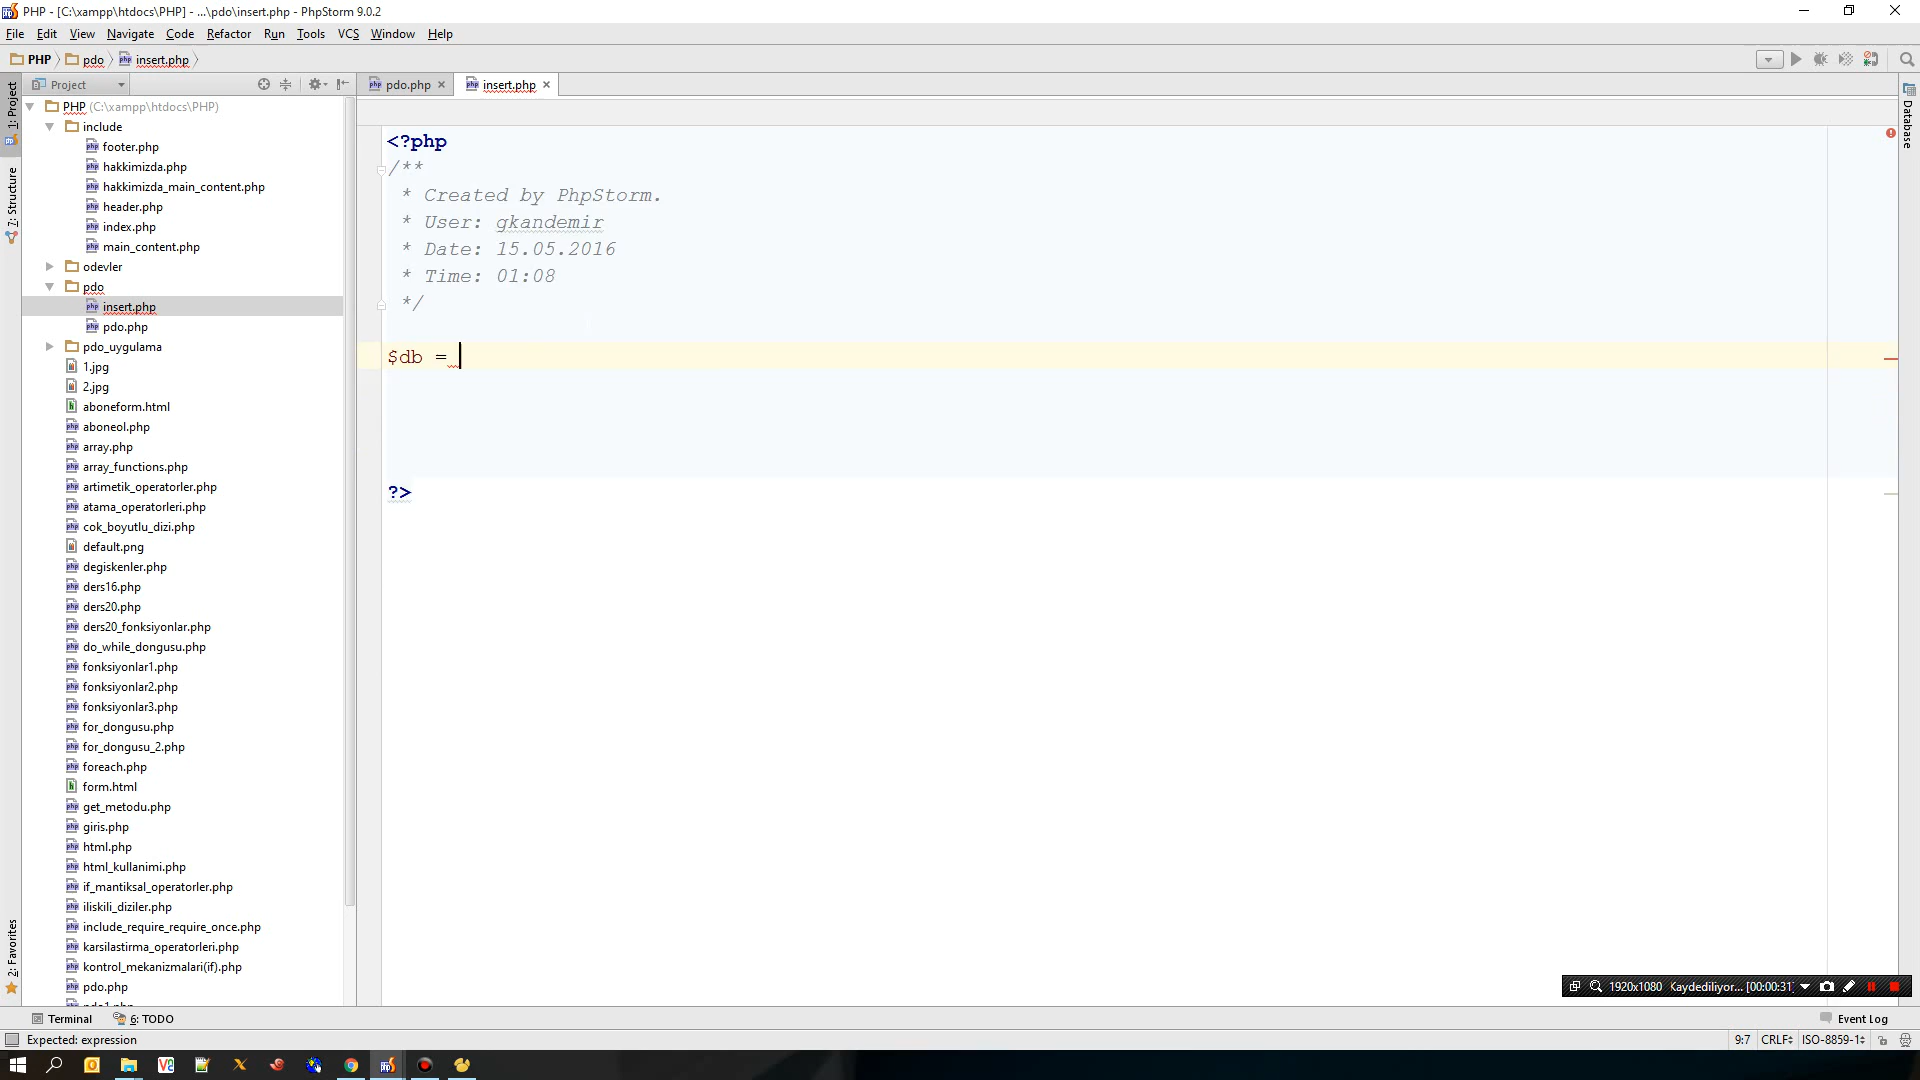 PHP - [C:\xampp\htdocs\PHP] - ...\pdo\insert.php - PhpStorm 9.0.2
File Edit View Navigate Code Refactor Run Tools VCS Window Help
PHP pdo insert.php
Project
pdo.php insert.php
1: Project
7: Structure
2: Favorites
Database
PHP (C:\xampp\htdocs\PHP)
include
footer.php
hakkimizda.php
hakkimizda_main_content.php
header.php
index.php
main_content.php
odevler
pdo
insert.php
pdo.php
pdo_uygulama
1.jpg
2.jpg
aboneform.html
aboneol.php
array.php
array_functions.php
artimetik_operatorler.php
atama_operatorleri.php
cok_boyutlu_dizi.php
default.png
degiskenler.php
ders16.php
ders20.php
ders20_fonksiyonlar.php
do_while_dongusu.php
fonksiyonlar1.php
fonksiyonlar2.php
fonksiyonlar3.php
for_dongusu.php
for_dongusu_2.php
foreach.php
form.html
get_metodu.php
giris.php
html.php
html_kullanimi.php
if_mantiksal_operatorler.php
iliskili_diziler.php
include_require_require_once.php
karsilastirma_operatorleri.php
kontrol_mekanizmalari(if).php
pdo.php
<?php
/**
* Created by PhpStorm.
* User: gkandemir
* Date: 15.05.2016
* Time: 01:08
*/
$db =
?>
1920x1080 Kaydediliyor... [00:00:31]
Terminal 6: TODO Event Log
Expected: expression 9:7 CRLF ISO-8859-1